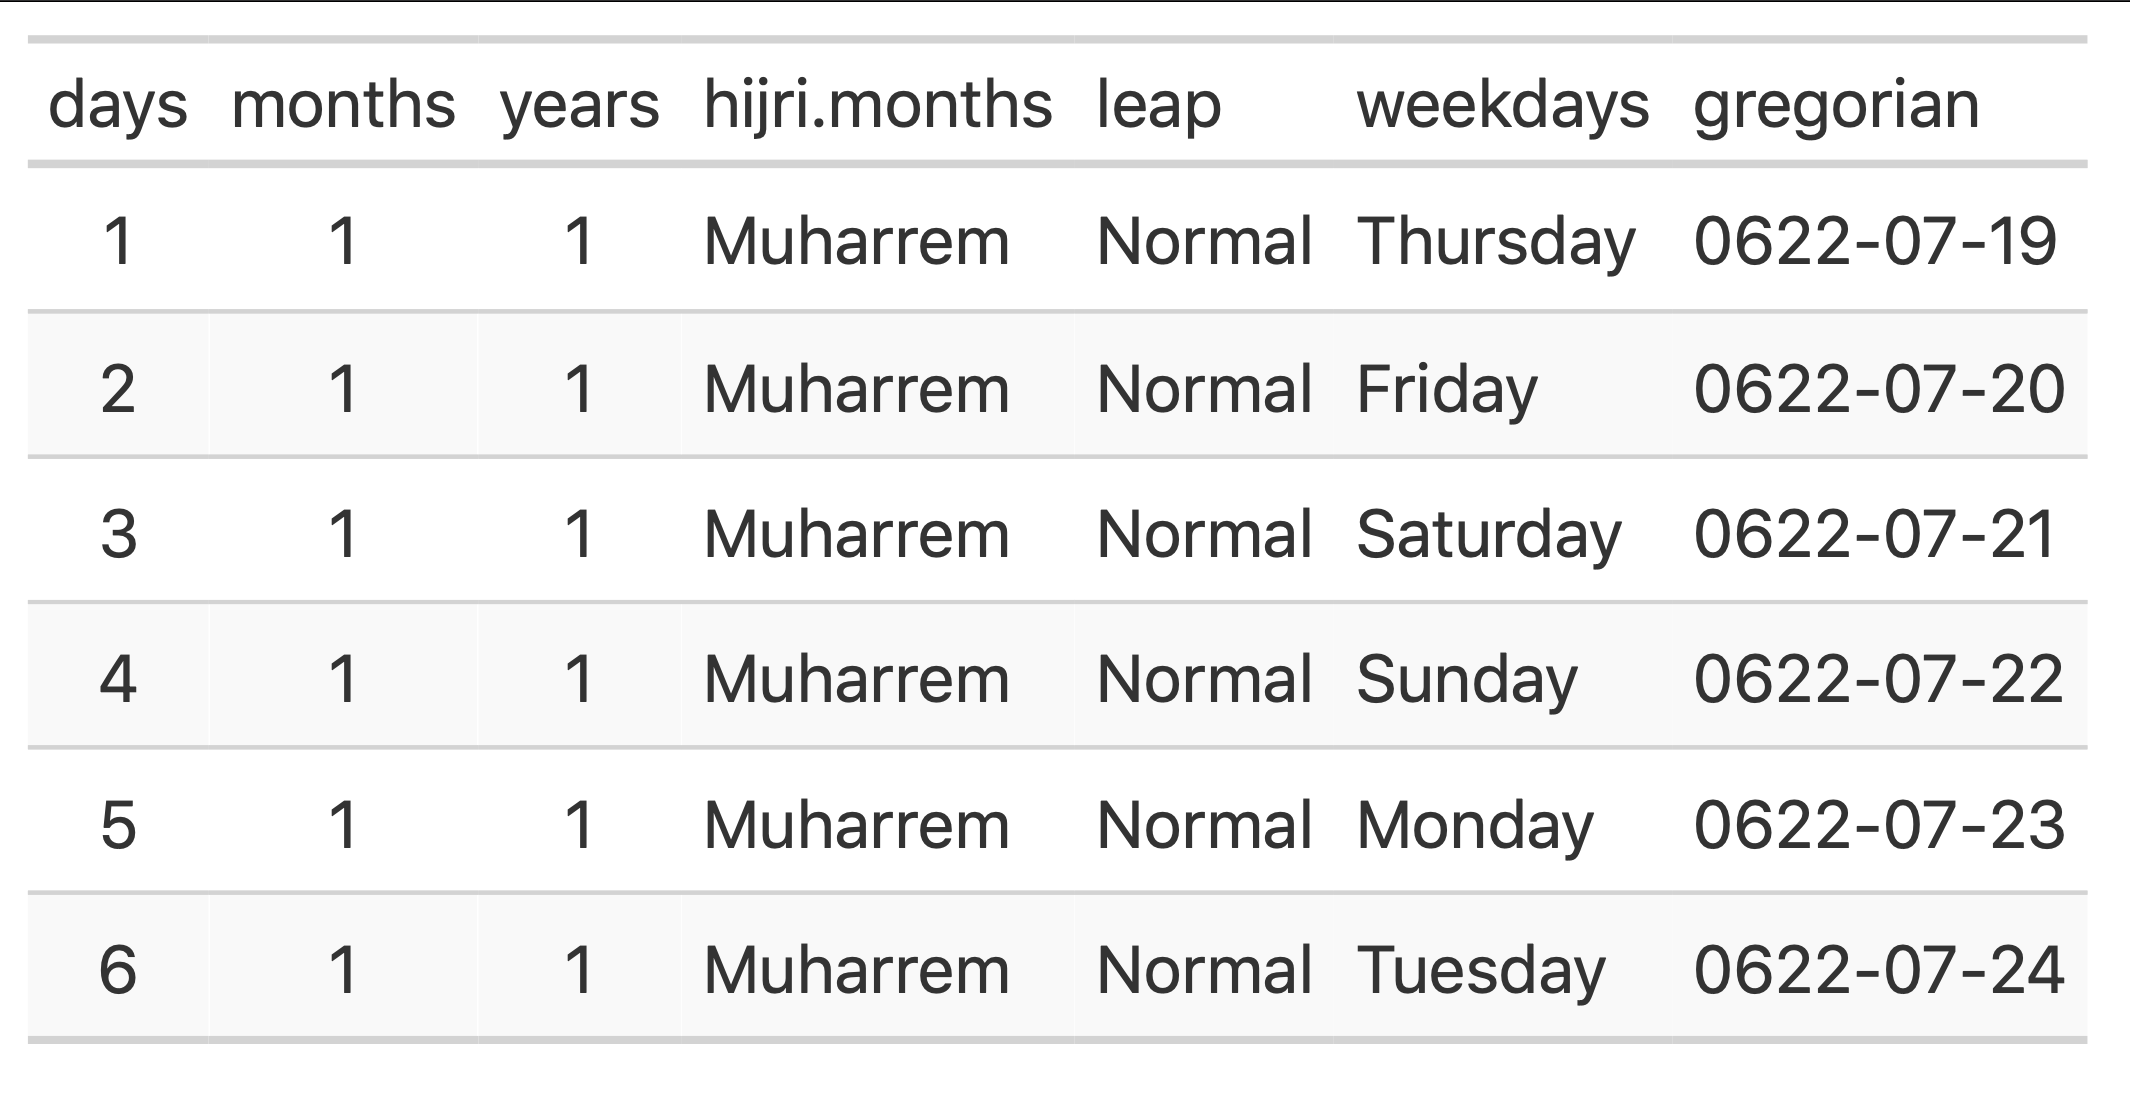 days months years hijri.months leap weekdays gregorian
1 1 1 Muharrem Normal Thursday 0622-07-19
2 1 1 Muharrem Normal Friday 0622-07-20
3 1 1 Muharrem Normal Saturday 0622-07-21
4 1 1 Muharrem Normal Sunday 0622-07-22
5 1 1 Muharrem Normal Monday 0622-07-23
6 1 1 Muharrem Normal Tuesday 0622-07-24